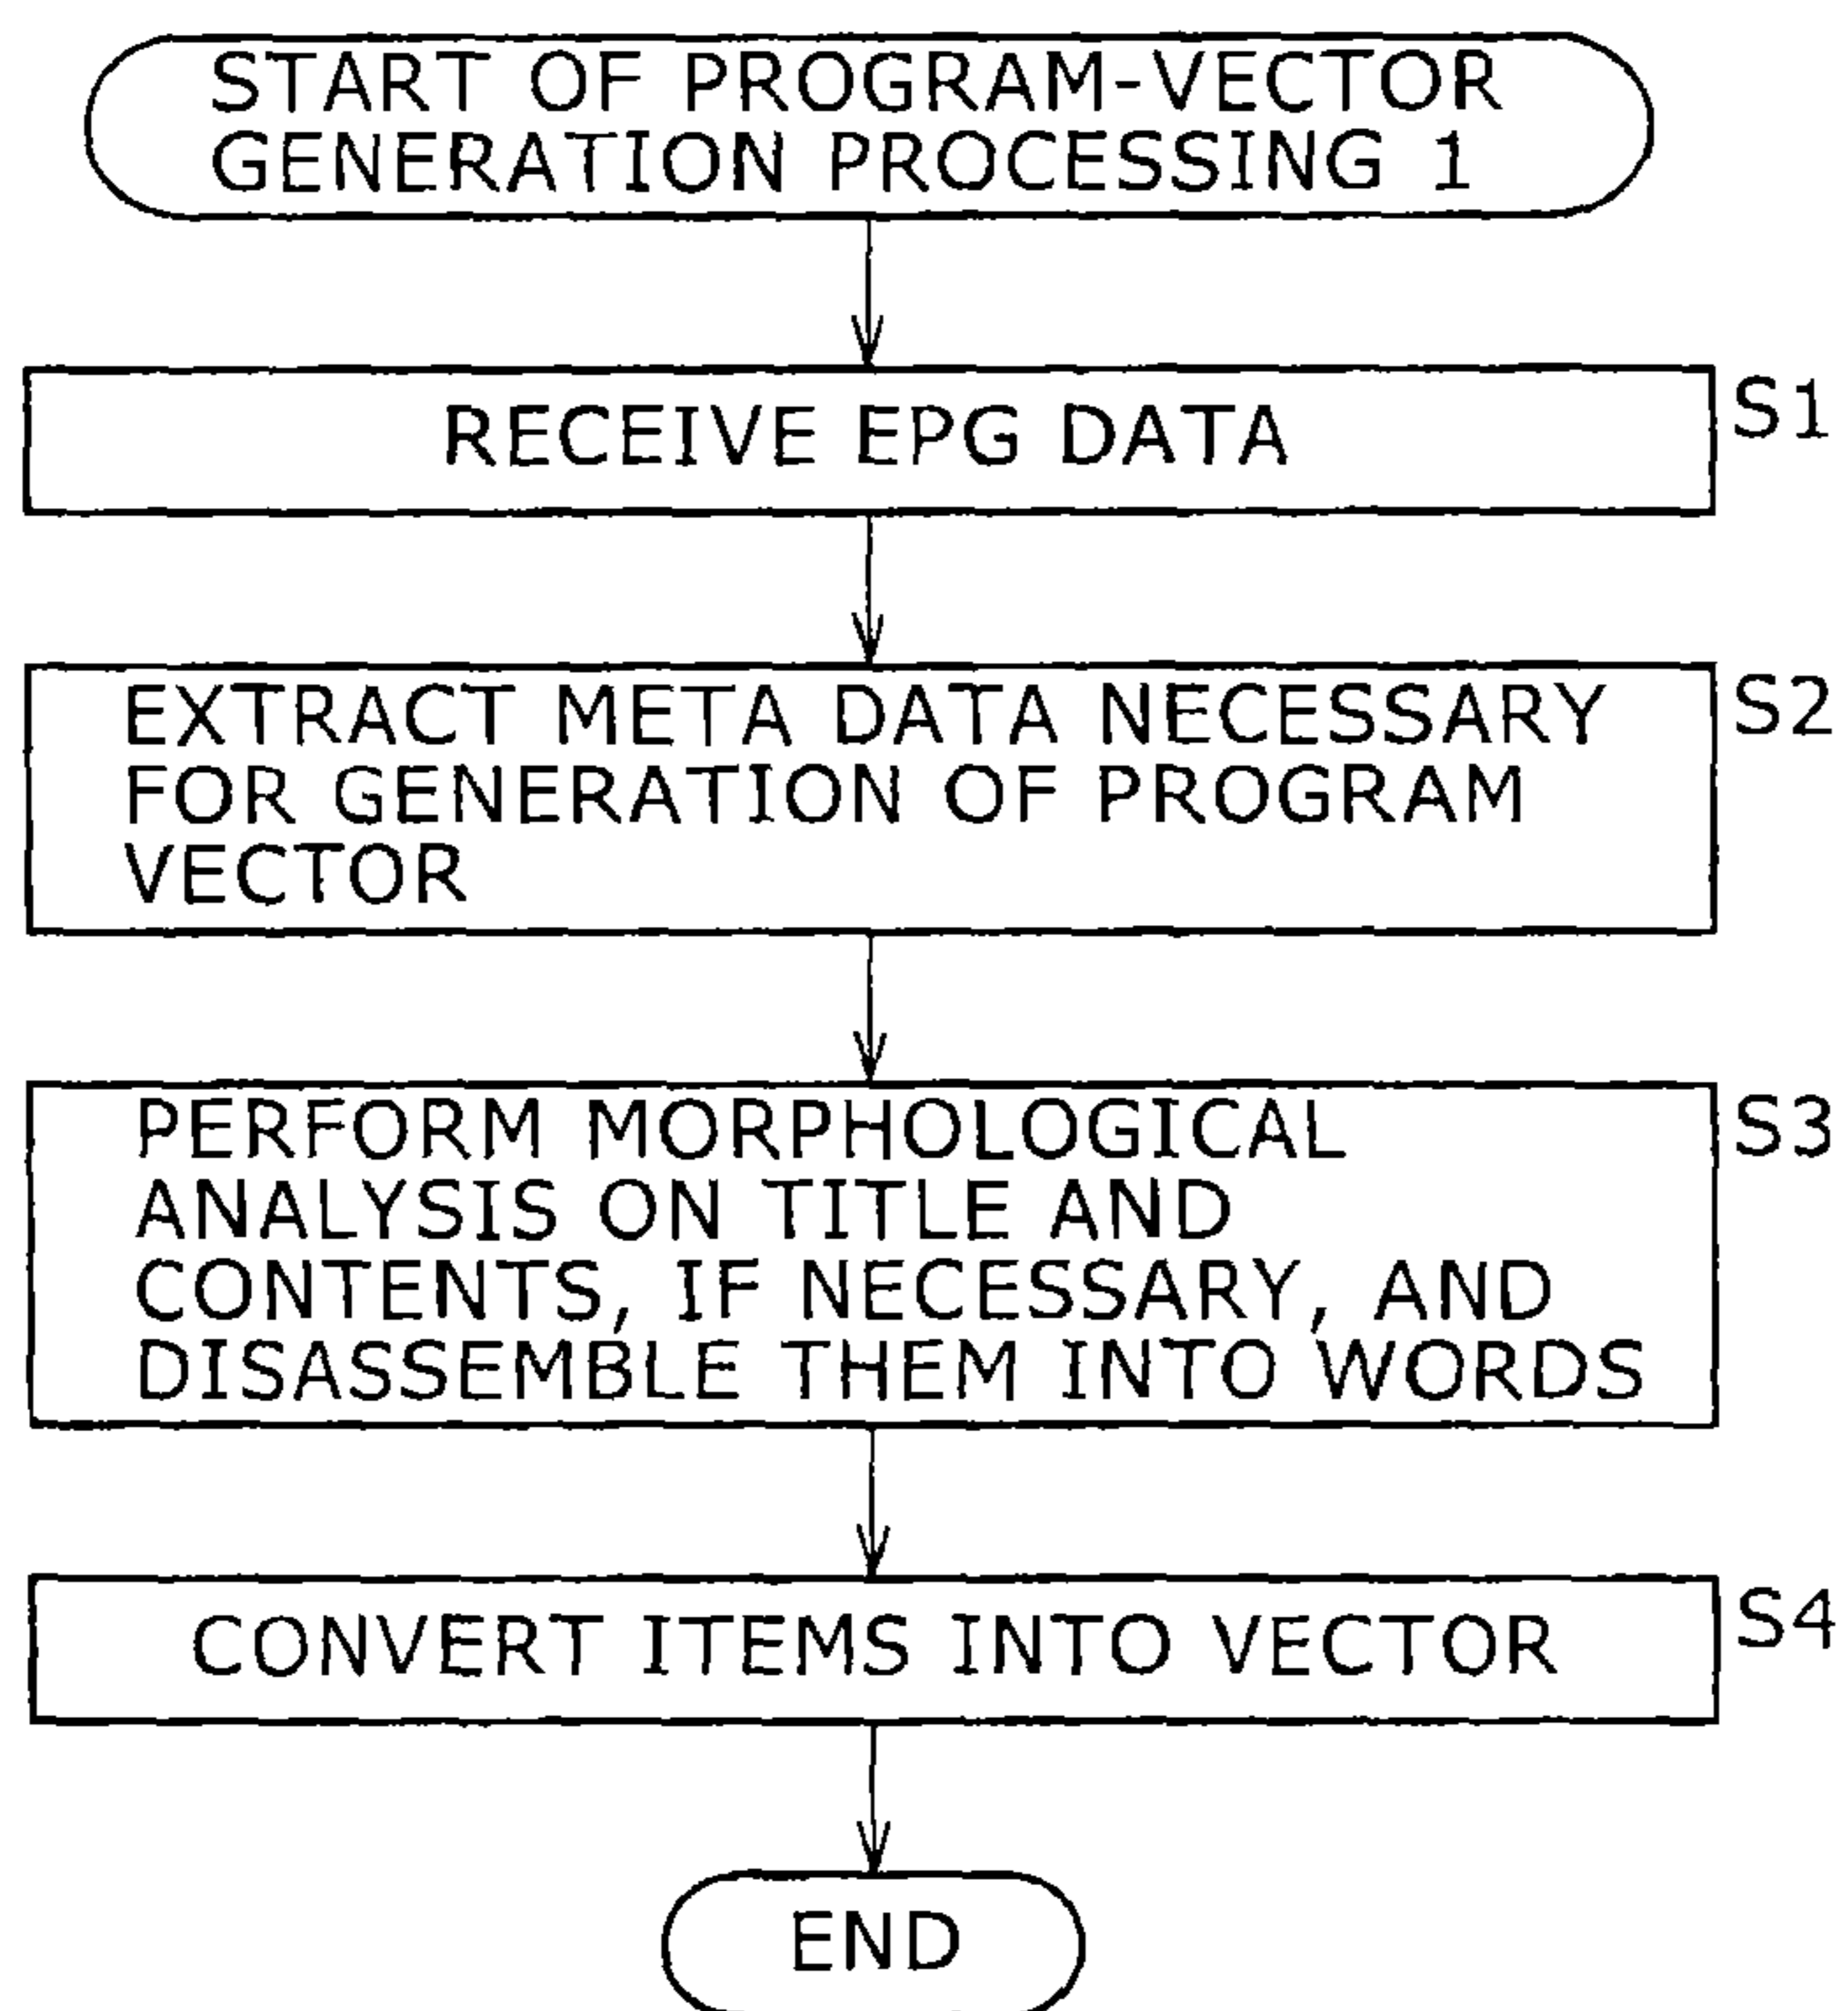 START OF PROGRAM-VECTOR
GENERATION PROCESSING 1
RECEIVE EPG DATA
S1
EXTRACT META DATA NECESSARY
FOR GENERATION OF PROGRAM
VECTOR
S2
PERFORM MORPHOLOGICAL
ANALYSIS ON TITLE AND
CONTENTS, IF NECESSARY, AND
DISASSEMBLE THEM INTO WORDS
S3
CONVERT ITEMS INTO VECTOR
S4
END